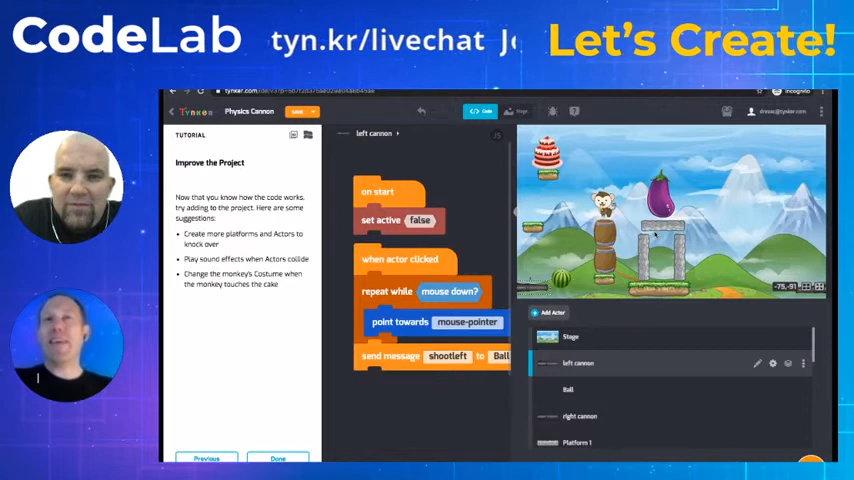 CodeLab
tyn.kr/livechat
Let's Create!
Incognito
TYNKER
Physics Cannon
SAVE
Code
Stage
TUTORIAL
left cannon
JS
Improve the Project
Now that you know how the code works,
try adding to the project. Here are some
suggestions:
Create more platforms and Actors to
knock over
Play sound effects when Actors collide
Change the monkey's Costume when
the monkey touches the cake
on start
set active false
when actor clicked
repeat while mouse down?
point towards mouse-pointer
send message shootleft to Ball
-75,-91
Add Actor
Stage
left cannon
Ball
right cannon
Platform 1
Previous
Done